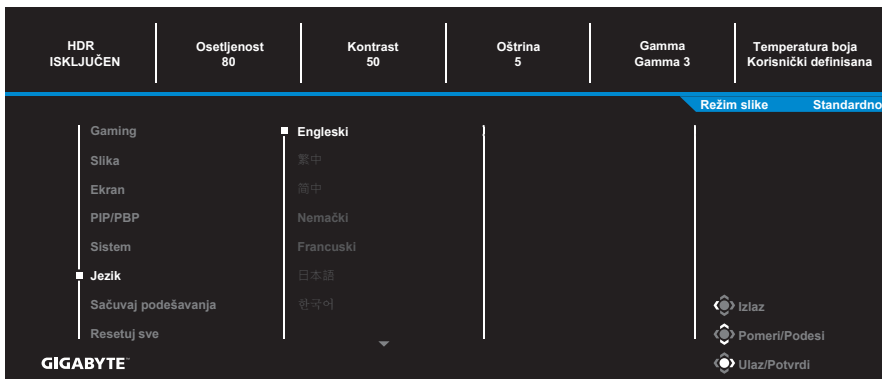 HDR
ISKLJUČEN
Osetljenost
80
Kontrast
50
Oštrina
5
Gamma
Gamma 3
Temperatura boja
Korisnički definisana
Režim slike Standardno
Gaming
Slika
Ekran
PIP/PBP
Sistem
Jezik
Sačuvaj podešavanja
Resetuj sve
Engleski
繁中
简中
Nemački
Francuski
日本語
한국어
Izlaz
Pomeri/Podesi
Ulaz/Potvrdi
GIGABYTE™